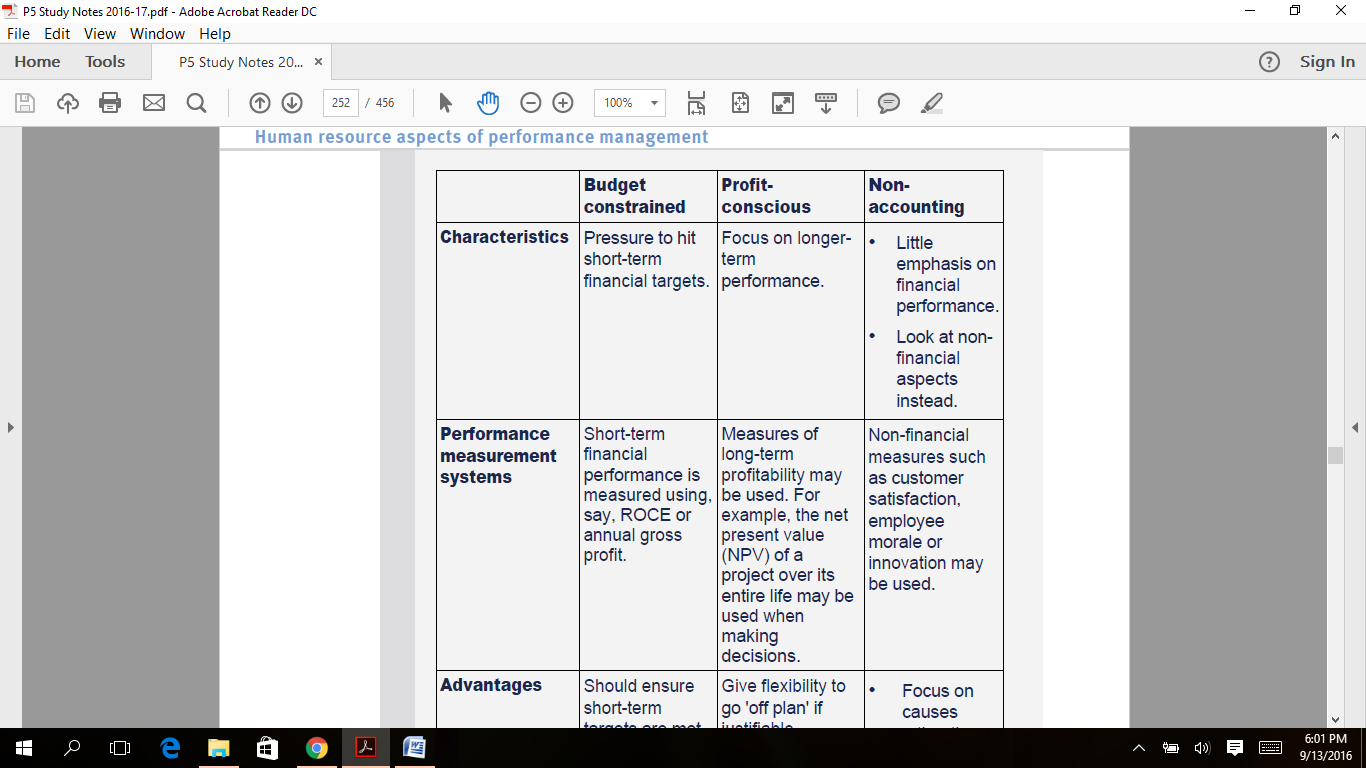 P5 Study Notes 2016-17.pdf - Adobe Acrobat Reader DC
File Edit View Window Help
Home Tools P5 Study Notes 20... × ? Sign In
252 / 456 100%
Human resource aspects of performance management
Budget constrained
Profit-conscious
Non-accounting
Characteristics
Pressure to hit
short-term
financial targets.
Focus on longer-
term
performance.
• Little
emphasis on
financial
performance.
• Look at non-
financial
aspects
instead.
Performance
measurement
systems
Short-term
financial
performance is
measured using,
say, ROCE or
annual gross
profit.
Measures of
long-term
profitability may
be used. For
example, the net
present value
(NPV) of a
project over its
entire life may be
used when
making
decisions.
Non-financial
measures such
as customer
satisfaction,
employee
morale or
innovation may
be used.
Advantages
Should ensure
short-term
targets are met
Give flexibility to
go 'off plan' if
justifiable
• Focus on
causes
6:01 PM
9/13/2016